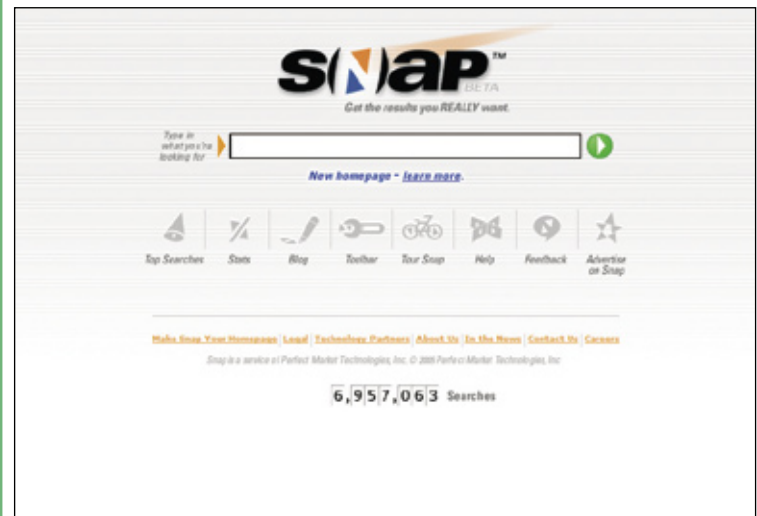 SNAP™
BETA
Get the results you REALLY want.
Type in
what you're
looking for
New homepage - learn more.
Top Searches Stats Blog Toolbar Tour Snap Help Feedback Advertise
on Snap
Make Snap Your Homepage Legal Technology Partners About Us In the News Contact Us Careers
Snap is a service of Perfect Market Technologies, Inc. © 2005 Perfect Market Technologies, Inc
6,957,063 Searches